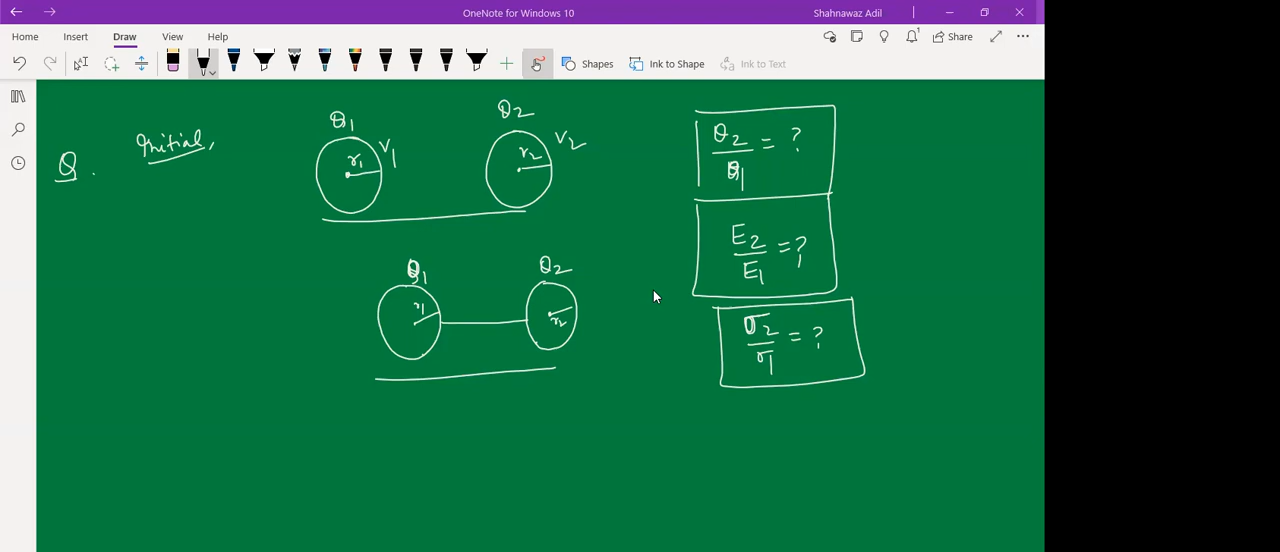 OneNote for Windows 10
Shahnawaz Adil
Home Insert Draw View Help
Share
Shapes
Ink to Shape
Ink to Text
Q. Initial,
Q1 Q2
r1 V1 r2 V2
Q1 Q2
r1 r2
Q2/Q1 = ?
E2/E1 = ?
σ2/σ1 = ?